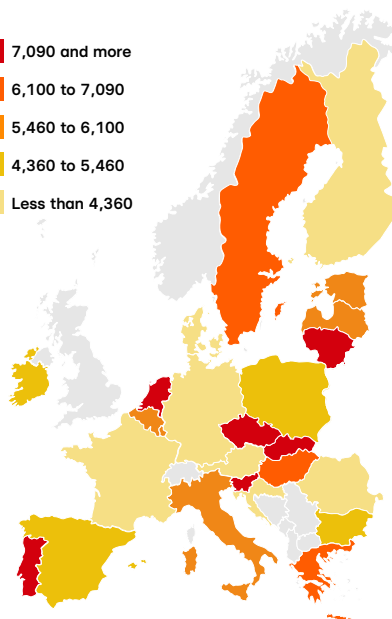 7,090 and more
6,100 to 7,090
5,460 to 6,100
4,360 to 5,460
Less than 4,360